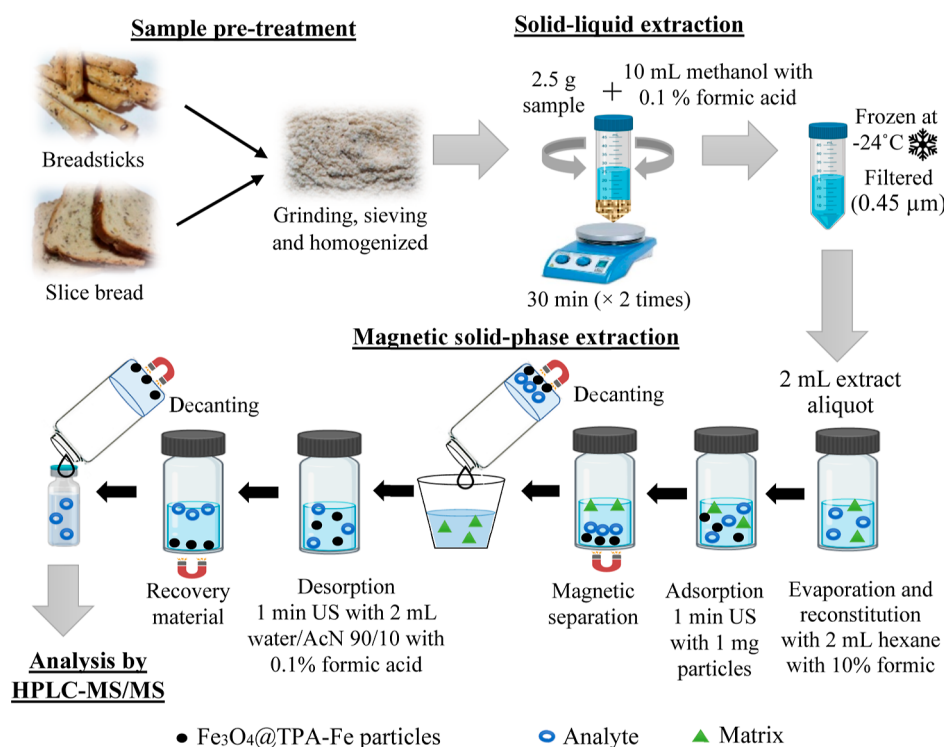 Sample pre-treatment
Solid-liquid extraction
Breadsticks
Slice bread
Grinding, sieving
and homogenized
2.5 g
sample
+
10 mL methanol with
0.1 % formic acid
30 min (× 2 times)
Frozen at
-24˚C
Filtered
(0.45 µm)
Magnetic solid-phase extraction
2 mL extract
aliquot
Evaporation and
reconstitution
with 2 mL hexane
with 10% formic
Adsorption
1 min US
with 1 mg
particles
Magnetic
separation
Decanting
Desorption
1 min US with 2 mL
water/AcN 90/10 with
0.1% formic acid
Recovery
material
Decanting
Analysis by
HPLC-MS/MS
Fe₃O₄@TPA-Fe particles
Analyte
Matrix